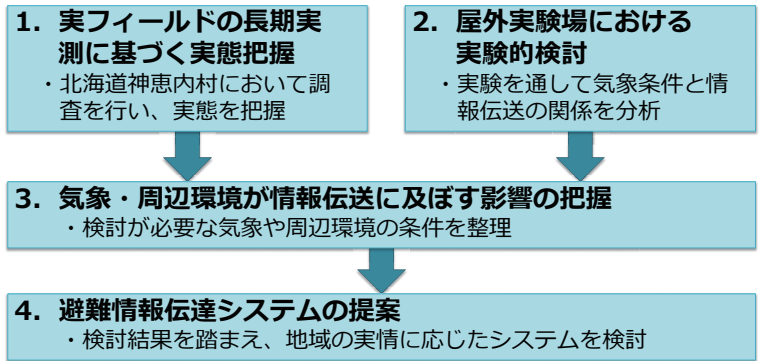 1. 実フィールドの長期実
測に基づく実態把握
・北海道神恵内村において調
査を行い、実態を把握
2. 屋外実験場における
実験的検討
・実験を通して気象条件と情
報伝送の関係を分析
3. 気象・周辺環境が情報伝送に及ぼす影響の把握
・検討が必要な気象や周辺環境の条件を整理
4. 避難情報伝達システムの提案
・検討結果を踏まえ、地域の実情に応じたシステムを検討